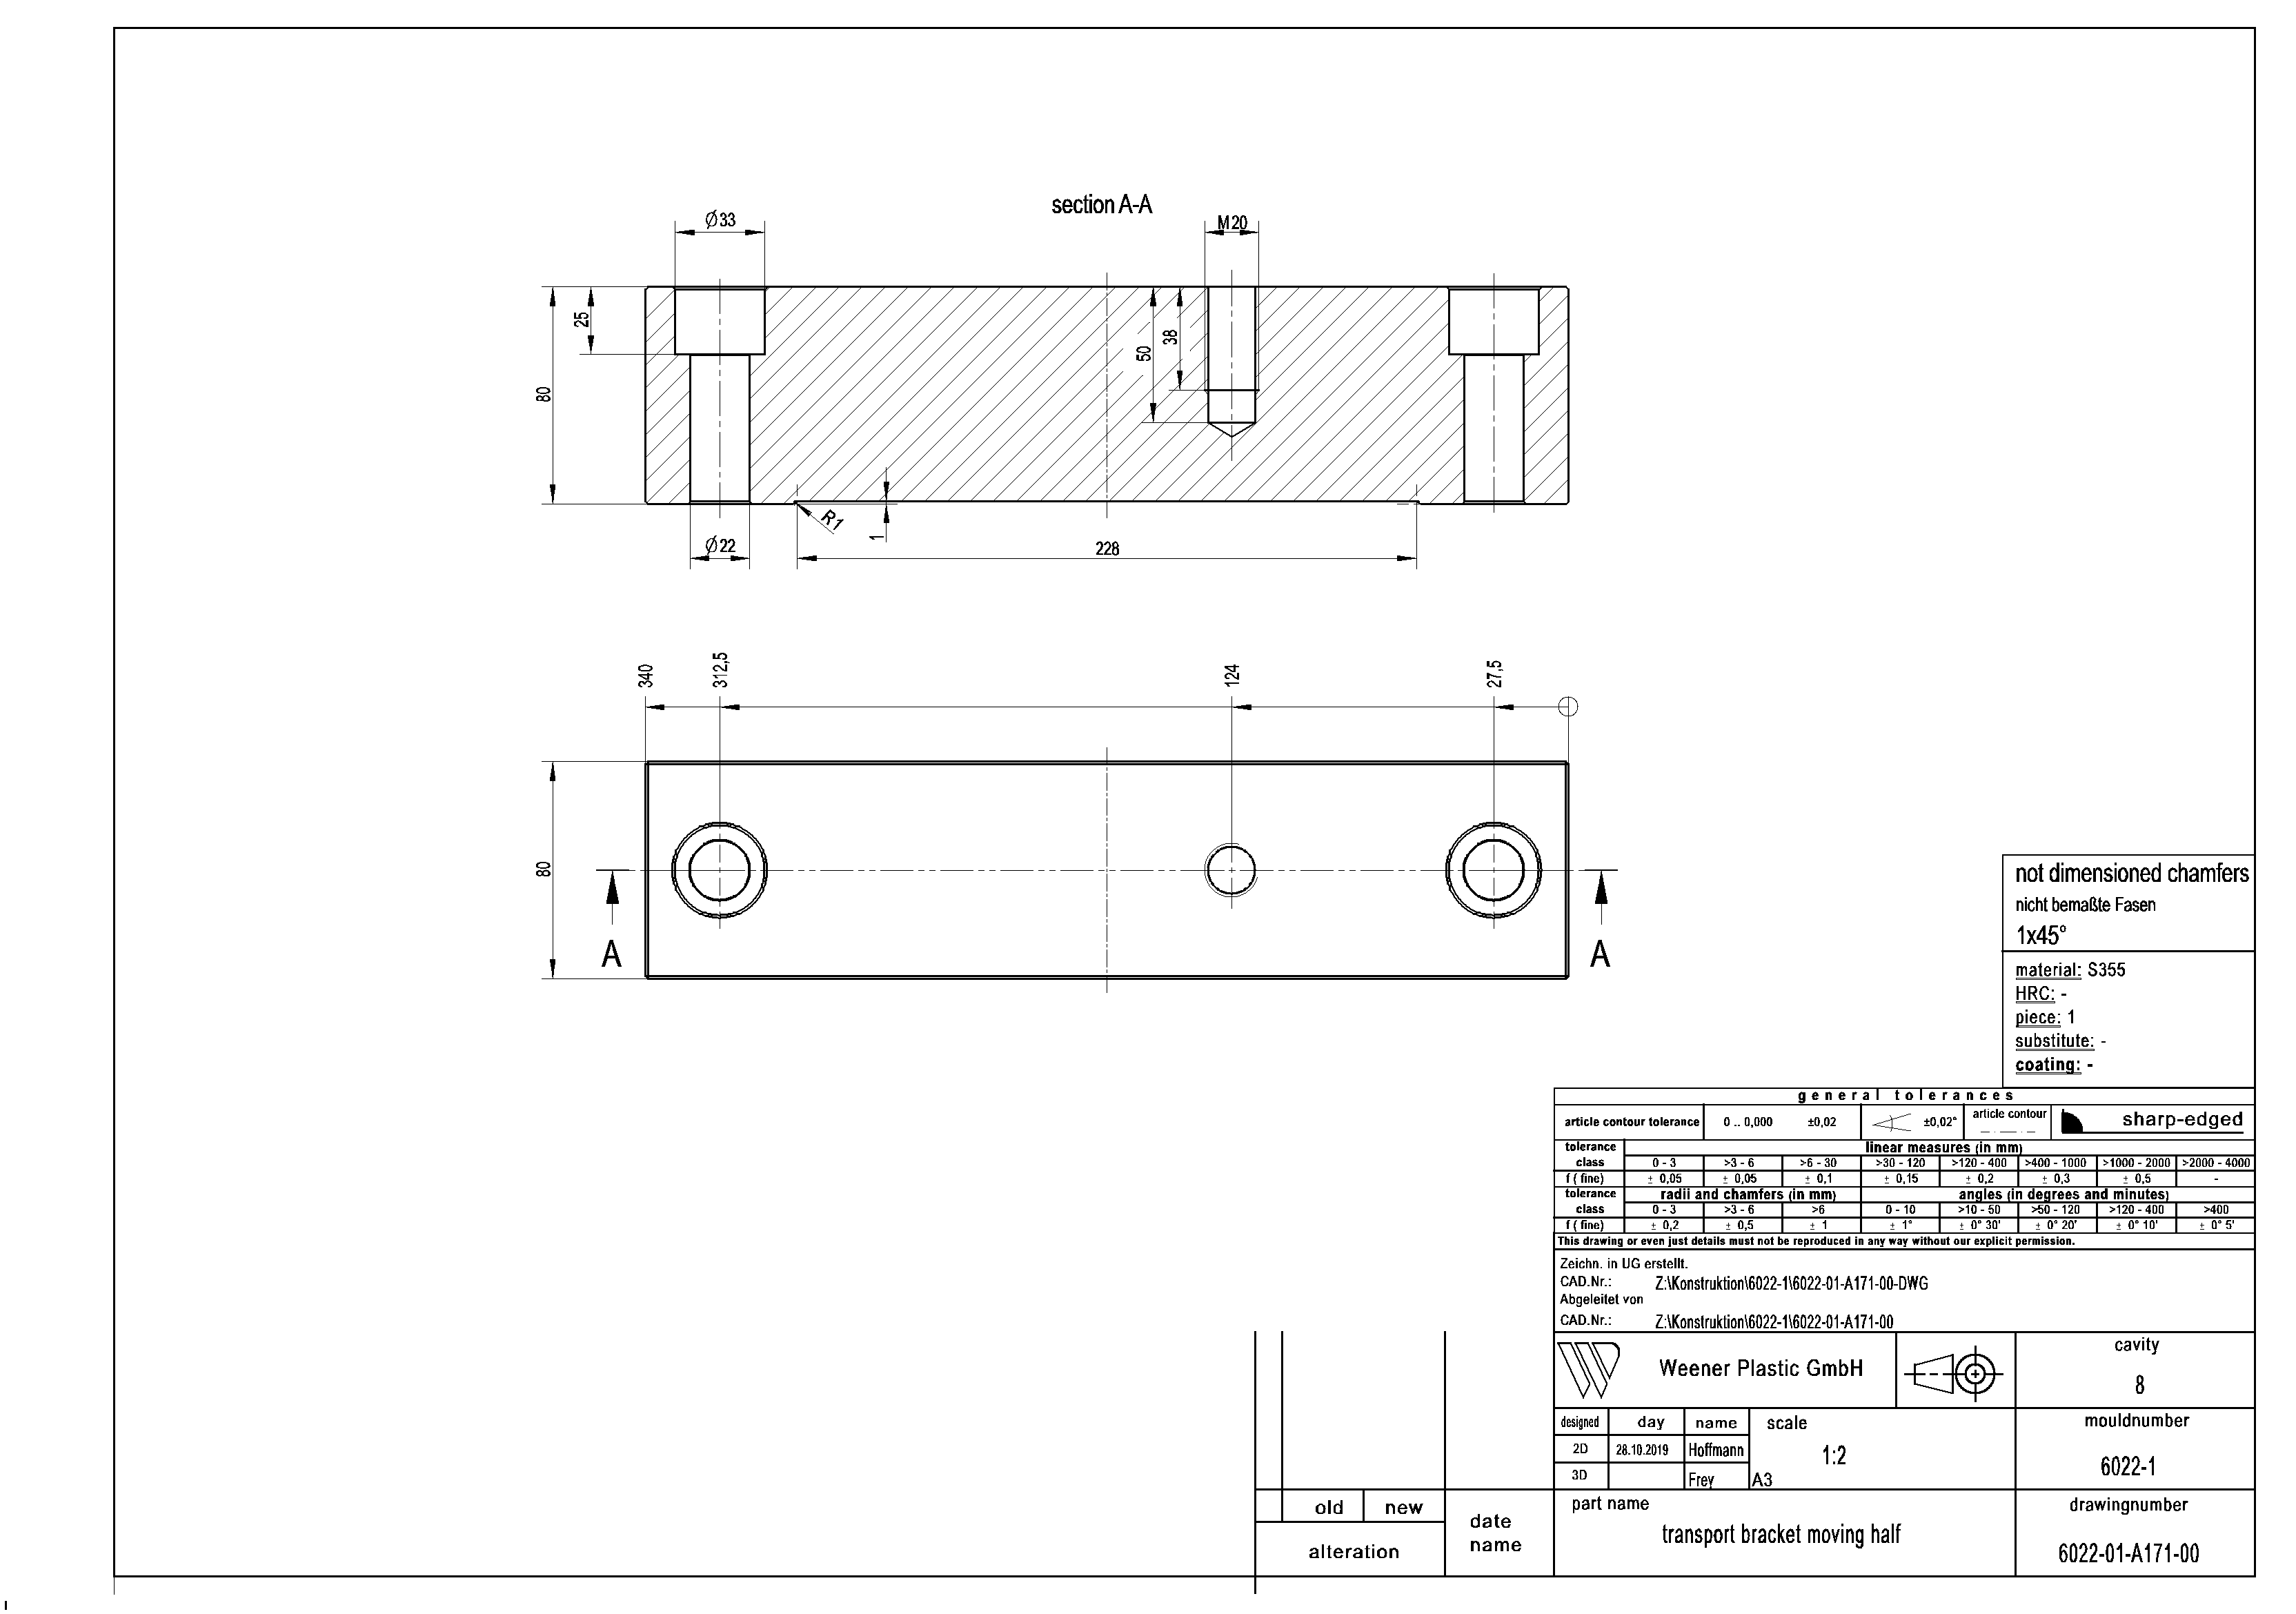 section A-A
Ø33
M20
25
80
50
38
R1
1
Ø22
228
340
312,5
124
27,5
80
A
A
not dimensioned chamfers
nicht bemaßte Fasen
1x45°
material: S355
HRC: -
piece: 1
substitute: -
coating: -
general tolerances
article contour tolerance 0 .. 0,000 ±0,02 ±0,02° article contour sharp-edged
tolerance class linear measures (in mm)
0 - 3 >3 - 6 >6 - 30 >30 - 120 >120 - 400 >400 - 1000 >1000 - 2000 >2000 - 4000
f ( fine) ± 0,05 ± 0,05 ± 0,1 ± 0,15 ± 0,2 ± 0,3 ± 0,5 -
tolerance class radii and chamfers (in mm) angles (in degrees and minutes)
0 - 3 >3 - 6 >6 0 - 10 >10 - 50 >50 - 120 >120 - 400 >400
f ( fine) ± 0,2 ± 0,5 ± 1 ± 1° ± 0° 30' ± 0° 20' ± 0° 10' ± 0° 5'
This drawing or even just details must not be reproduced in any way without our explicit permission.
Zeichn. in UG erstellt.
CAD.Nr.: Z:\Konstruktion\6022-1\6022-01-A171-00-DWG
Abgeleitet von
CAD.Nr.: Z:\Konstruktion\6022-1\6022-01-A171-00
Weener Plastic GmbH
cavity
8
designed day name scale
2D 28.10.2019 Hoffmann 1:2
3D Frey A3
mouldnumber
6022-1
old new
alteration
date
name
part name
transport bracket moving half
drawingnumber
6022-01-A171-00